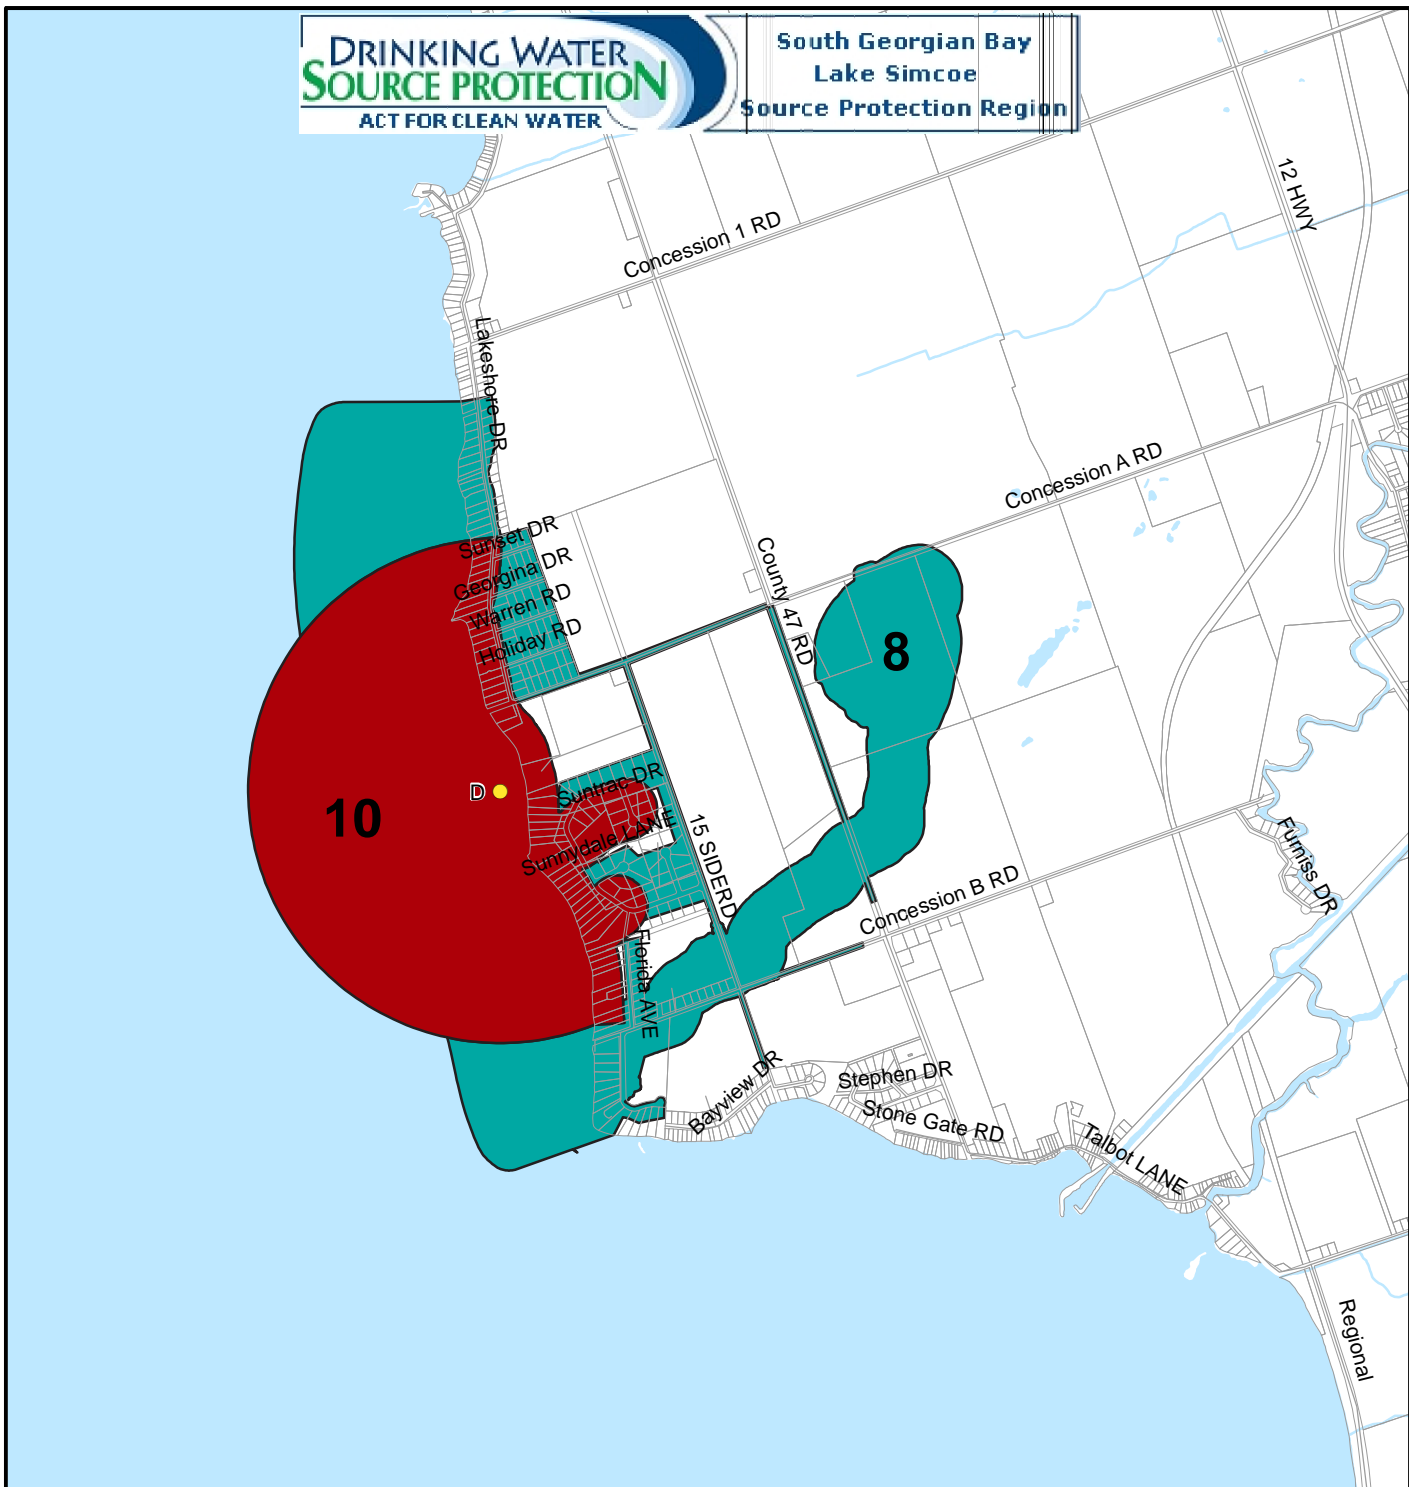 DRINKING WATER
SOURCE PROTECTION
ACT FOR CLEAN WATER
South Georgian Bay
Lake Simcoe
Source Protection Region
12 HWY
Concession 1 RD
Lakeshore DR
Concession A RD
Sunset DR
Georgina DR
Warren RD
Holiday RD
County 47 RD
8
Suntrac DR
D
10
Sunnydale LANE
15 SIDERD
Furniss DR
Concession B RD
Florida AVE
Bayview DR
Stephen DR
Stone Gate RD
Talbot LANE
Regional